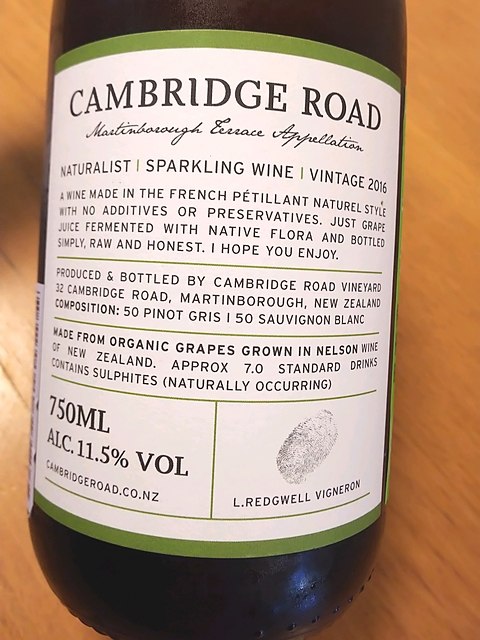 CAMBRIDGE ROAD
Martinborough Terrace Appellation
NATURALIST | SPARKLING WINE | VINTAGE 2016
A WINE MADE IN THE FRENCH PÉTILLANT NATUREL STYLE
WITH NO ADDITIVES OR PRESERVATIVES. JUST GRAPE
JUICE FERMENTED WITH NATIVE FLORA AND BOTTLED
SIMPLY, RAW AND HONEST. I HOPE YOU ENJOY.
PRODUCED & BOTTLED BY CAMBRIDGE ROAD VINEYARD
32 CAMBRIDGE ROAD, MARTINBOROUGH, NEW ZEALAND
COMPOSITION: 50 PINOT GRIS I 50 SAUVIGNON BLANC
MADE FROM ORGANIC GRAPES GROWN IN NELSON WINE
OF NEW ZEALAND. APPROX 7.0 STANDARD DRINKS
CONTAINS SULPHITES (NATURALLY OCCURRING)
750ML
ALC. 11.5% VOL
CAMBRIDGEROAD.CO.NZ
L.REDGWELL VIGNERON